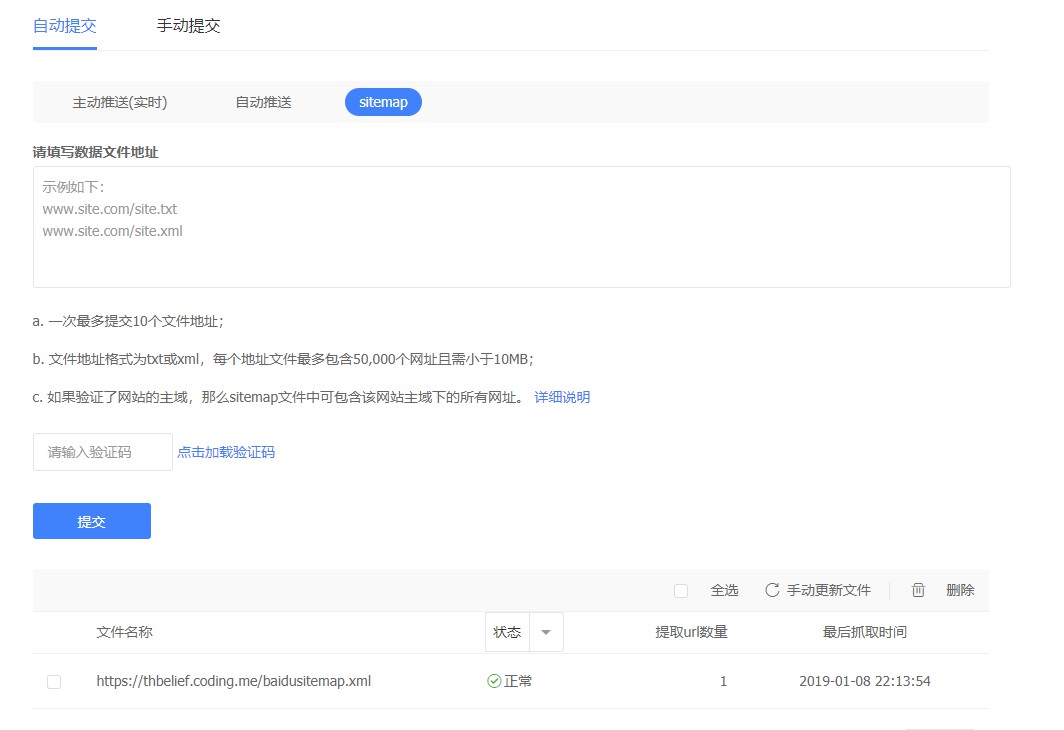 自动提交 手动提交
主动推送(实时) 自动推送 sitemap
请填写数据文件地址
示例如下：
www.site.com/site.txt
www.site.com/site.xml
a. 一次最多提交10个文件地址；
b. 文件地址格式为txt或xml，每个地址文件最多包含50,000个网址且需小于10MB；
c. 如果验证了网站的主域，那么sitemap文件中可包含该网站主域下的所有网址。 详细说明
请输入验证码 点击加载验证码
提交
全选 手动更新文件 删除
文件名称 状态 提取url数量 最后抓取时间
https://thbelief.coding.me/baidusitemap.xml 正常 1 2019-01-08 22:13:54